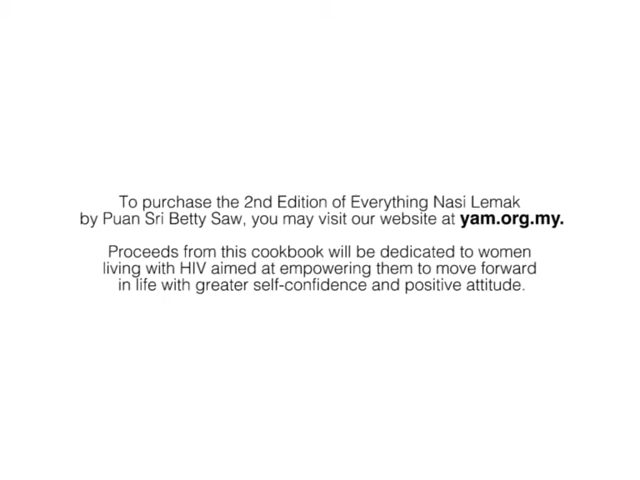 To purchase the 2nd Edition of Everything Nasi Lemak
by Puan Sri Betty Saw, you may visit our website at yam.org.my.
Proceeds from this cookbook will be dedicated to women
living with HIV aimed at empowering them to move forward
in life with greater self-confidence and positive attitude.